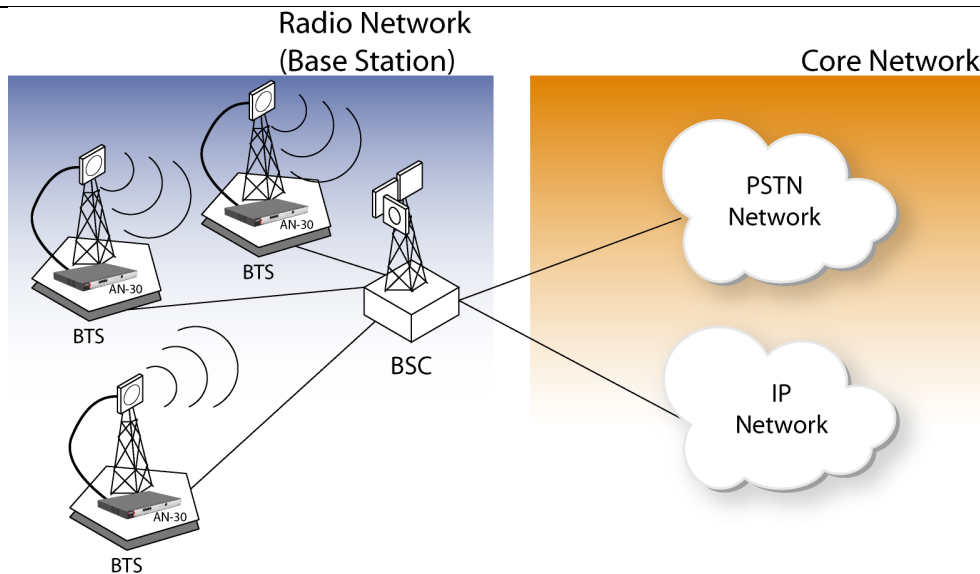 Radio Network
(Base Station)
Core Network
AN-30
BTS
AN-30
BTS
BSC
AN-30
BTS
PSTN
Network
IP
Network